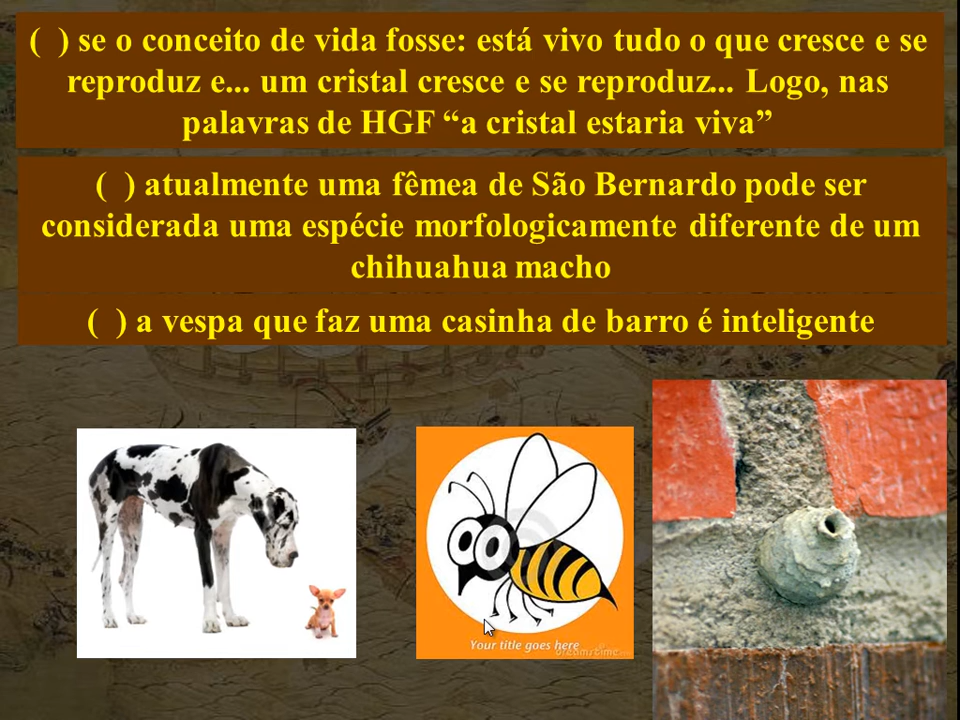 ( ) se o conceito de vida fosse: está vivo tudo o que cresce e se
reproduz e... um cristal cresce e se reproduz... Logo, nas
palavras de HGF “a cristal estaria viva”
( ) atualmente uma fêmea de São Bernardo pode ser
considerada uma espécie morfologicamente diferente de um
chihuahua macho
( ) a vespa que faz uma casinha de barro é inteligente
Your title goes here
dreamstime